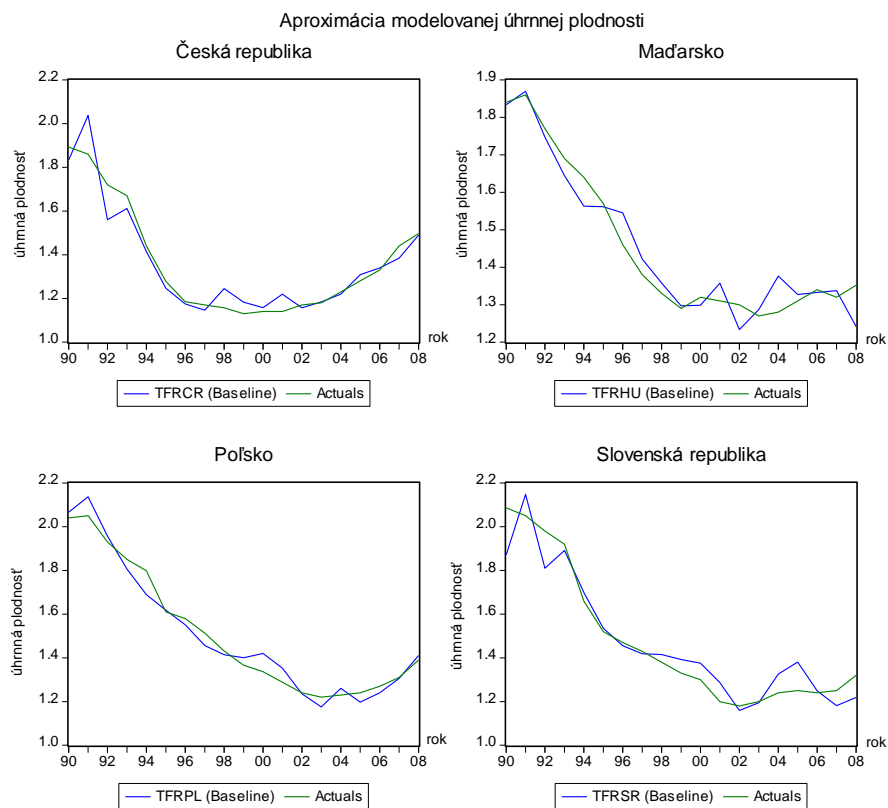 Aproximácia modelovanej úhrnnej plodnosti
Česká republika
úhrnná plodnosť
2.2
2.0
1.8
1.6
1.4
1.2
1.0
90 92 94 96 98 00 02 04 06 08
rok
TFRCR (Baseline) Actuals
Maďarsko
úhrnná plodnosť
1.9
1.8
1.7
1.6
1.5
1.4
1.3
1.2
90 92 94 96 98 00 02 04 06 08
rok
TFRHU (Baseline) Actuals
Poľsko
úhrnná plodnosť
2.2
2.0
1.8
1.6
1.4
1.2
1.0
90 92 94 96 98 00 02 04 06 08
rok
TFRPL (Baseline) Actuals
Slovenská republika
úhrnná plodnosť
2.2
2.0
1.8
1.6
1.4
1.2
1.0
90 92 94 96 98 00 02 04 06 08
rok
TFRSR (Baseline) Actuals